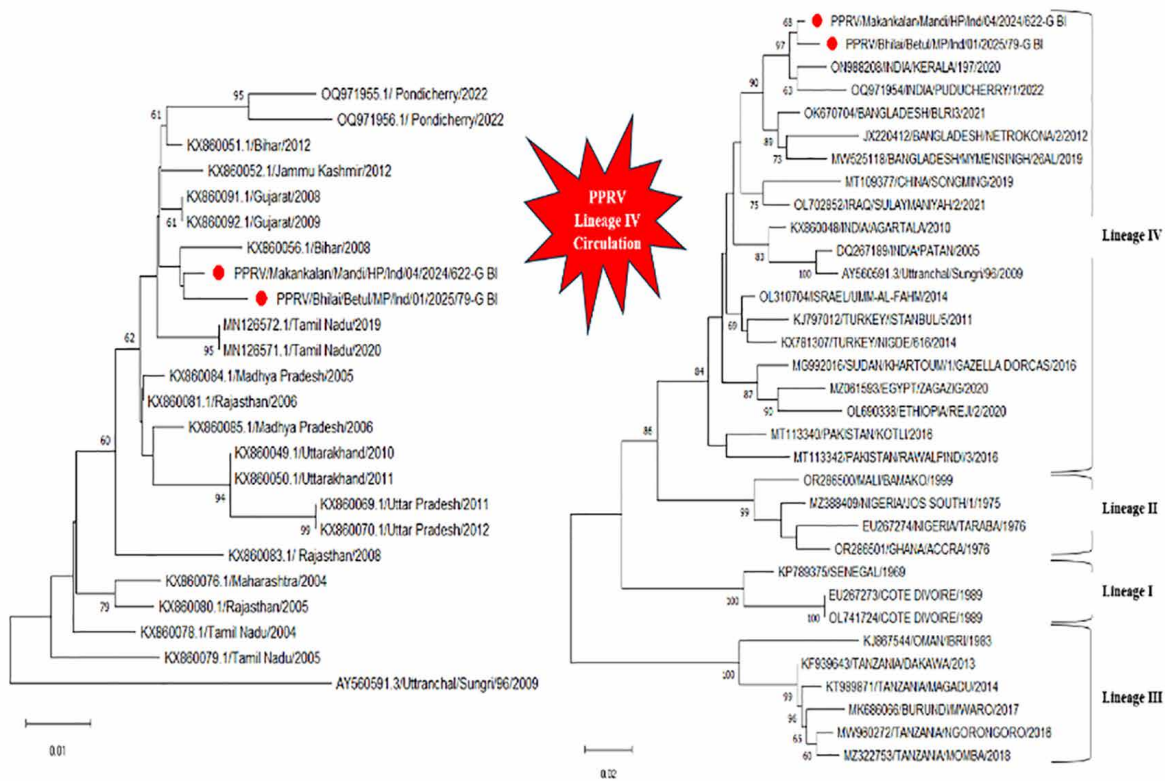 95
OQ971955.1/ Pondicherry/2022
61
OQ971956.1/ Pondicherry/2022
KX860051.1/Bihar/2012
KX860052.1/Jammu Kashmir/2012
KX860091.1/Gujarat/2008
61
KX860092.1/Gujarat/2009
KX860056.1/Bihar/2008
PPRV/Makankalan/Mandi/HP/Ind/04/2024/622-G BI
PPRV/Bhilai/Betul/MP/Ind/01/2025/79-G BI
62
MN126572.1/Tamil Nadu/2019
95
MN126571.1/Tamil Nadu/2020
KX860084.1/Madhya Pradesh/2005
KX860081.1/Rajasthan/2006
60
KX860085.1/Madhya Pradesh/2006
KX860049.1/Uttarakhand/2010
KX860050.1/Uttarakhand/2011
94
KX860069.1/Uttar Pradesh/2011
99
KX860070.1/Uttar Pradesh/2012
KX860083.1/ Rajasthan/2008
KX860076.1/Maharashtra/2004
79
KX860080.1/Rajasthan/2005
KX860078.1/Tamil Nadu/2004
KX860079.1/Tamil Nadu/2005
AY560591.3/Uttranchal/Sungri/96/2009
0.01
PPRV
Lineage IV
Circulation
68
PPRV/Makankalan/Mandi/HP/Ind/04/2024/622-G BI
97
PPRV/Bhilai/Betul/MP/Ind/01/2025/79-G BI
90
ON988208/INDIA/KERALA/197/2020
63
OQ971954/INDIA/PUDUCHERRY/1/2022
OK670704/BANGLADESH/BLRI3/2021
89
JX220412/BANGLADESH/NETROKONA/2/2012
73
MW525118/BANGLADESH/MYMENSINGH/26AL/2019
MT109377/CHINA/SONGMING/2019
75
OL702852/IRAQ/SULAYMANIYAH/2/2021
KX860048/INDIA/AGARTALA/2010
83
DQ267189/INDIA/PATAN/2005
100
AY560591.3/Uttranchal/Sungri/96/2009
OL310704/ISRAEL/UMM-AL-FAHM/2014
69
KJ797012/TURKEY/ISTANBUL/5/2011
KX781307/TURKEY/NIGDE/616/2014
84
MG992016/SUDAN/KHARTOUM/1/GAZELLA DORCAS/2016
87
MZ061593/EGYPT/ZAGAZIG/2020
90
OL690338/ETHIOPIA/REJI/2/2020
86
MT113340/PAKISTAN/KOTLI/2016
MT113342/PAKISTAN/RAWALPINDI/3/2016
Lineage IV
OR286500/MALI/BAMAKO/1999
99
MZ388409/NIGERIA/JOS SOUTH/1/1975
EU267274/NIGERIA/TARABA/1976
OR286501/GHANA/ACCRA/1976
Lineage II
KP789375/SENEGAL/1969
100
EU267273/COTE DIVOIRE/1989
100
OL741724/COTE DIVOIRE/1989
Lineage I
KJ867544/OMAN/IBRI/1983
100
KF939643/TANZANIA/DAKAWA/2013
99
KT989871/TANZANIA/MAGADU/2014
96
MK686066/BURUNDI/MWARO/2017
65
MW960272/TANZANIA/NGORONGORO/2016
60
MZ322753/TANZANIA/MOMBA/2018
Lineage III
0.02